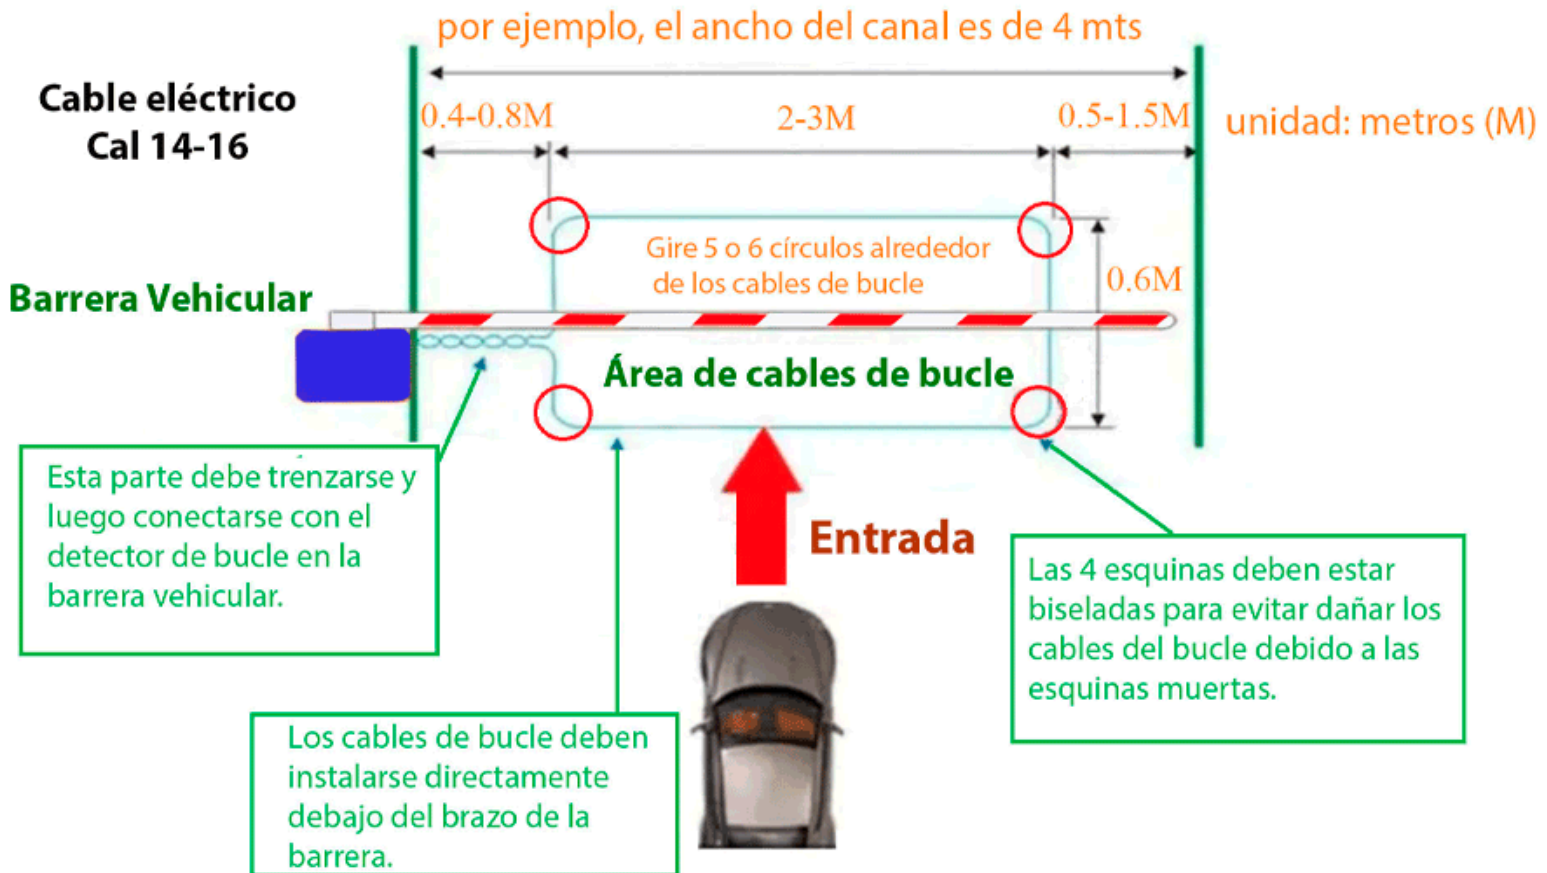 por ejemplo, el ancho del canal es de 4 mts
Cable eléctrico
Cal 14-16
0.4-0.8M
2-3M
0.5-1.5M
unidad: metros (M)
Gire 5 o 6 círculos alrededor
de los cables de bucle
0.6M
Barrera Vehicular
Área de cables de bucle
Esta parte debe trenzarse y
luego conectarse con el
detector de bucle en la
barrera vehicular.
Entrada
Las 4 esquinas deben estar
biseladas para evitar dañar los
cables del bucle debido a las
esquinas muertas.
Los cables de bucle deben
instalarse directamente
debajo del brazo de la
barrera.